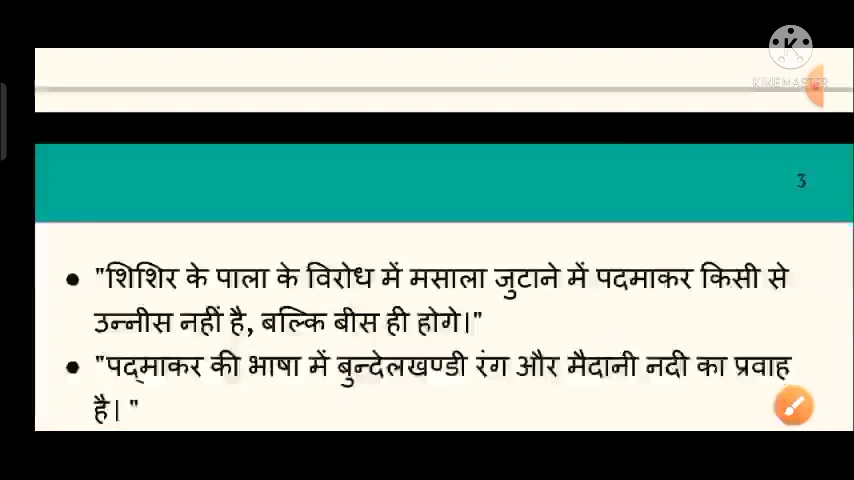 KINEMASTER
3
● "शिशिर के पाला के विरोध में मसाला जुटाने में पदमाकर किसी से
उन्नीस नहीं है, बल्कि बीस ही होगे।"
● "पद्‌माकर की भाषा में बुन्देलखण्डी रंग और मैदानी नदी का प्रवाह
है। "